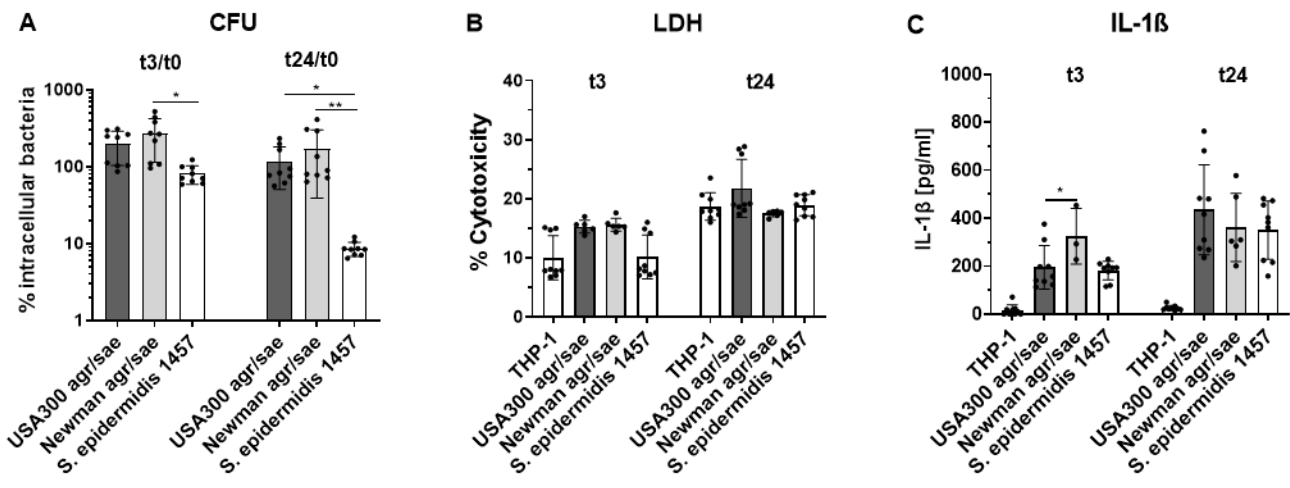 A CFU
t3/t0 t24/t0
% intracellular bacteria
1000
100
10
1
* * **
USA300 agr/sae
Newman agr/sae
S. epidermidis 1457
USA300 agr/sae
Newman agr/sae
S. epidermidis 1457
B LDH
t3 t24
% Cytotoxicity
40
30
20
10
0
THP-1
USA300 agr/sae
Newman agr/sae
S. epidermidis 1457
THP-1
USA300 agr/sae
Newman agr/sae
S. epidermidis 1457
C IL-1ß
t3 t24
IL-1ß [pg/ml]
1000
800
600
400
200
0
*
THP-1
USA300 agr/sae
Newman agr/sae
S. epidermidis 1457
THP-1
USA300 agr/sae
Newman agr/sae
S. epidermidis 1457